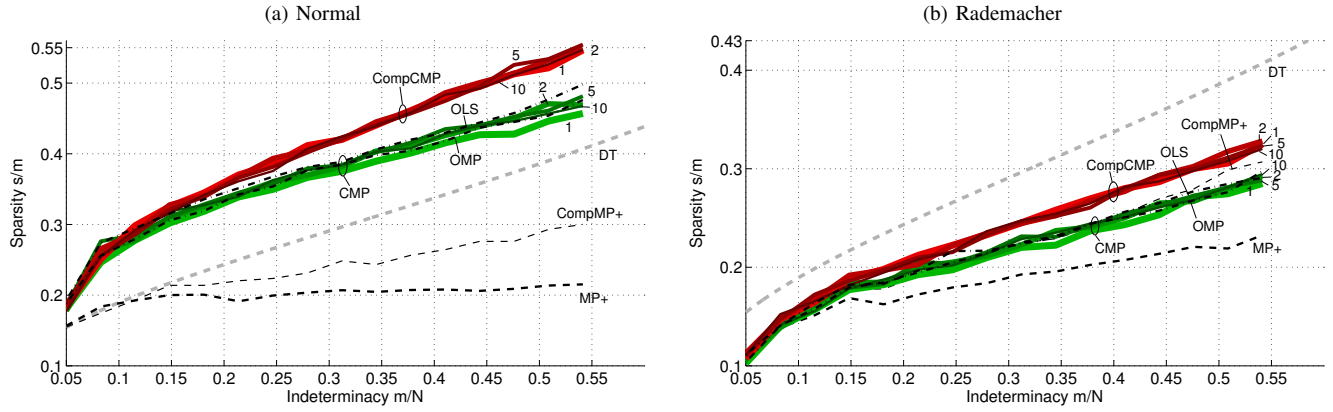 (a) Normal
0.55
0.5
0.4
0.3
0.2
0.1
Sparsity s/m
5
2
CompCMP
10
1
2
5
OLS
10
OMP
1
DT
CMP
CompMP+
MP+
0.05 0.1 0.15 0.2 0.25 0.3 0.35 0.4 0.45 0.5 0.55
Indeterminacy m/N
(b) Rademacher
0.43
0.4
0.3
0.2
0.1
Sparsity s/m
DT
CompMP+
2 1
5
OLS
10
CompCMP
10
2
5
1
OMP
CMP
MP+
0.05 0.1 0.15 0.2 0.25 0.3 0.35 0.4 0.45 0.5 0.55
Indeterminacy m/N